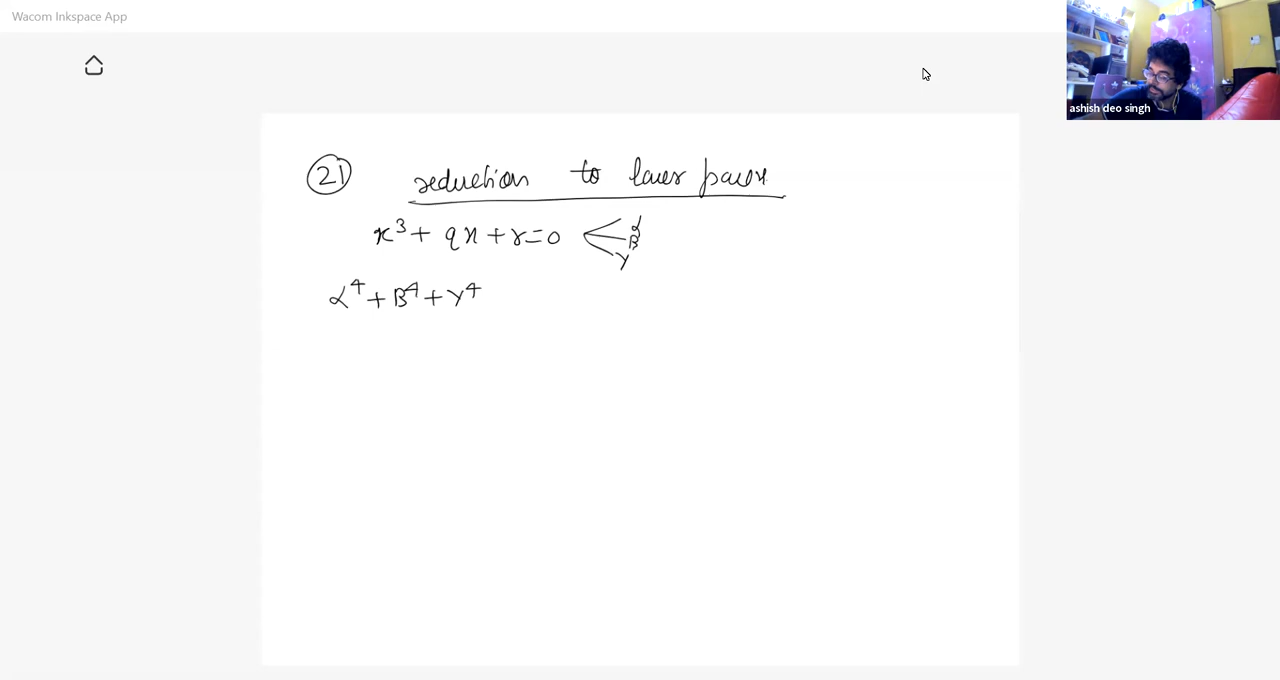 Wacom Inkspace App
ashish deo singh
21 reduction to lower power
x³ + qx + r = 0 α β γ
α⁴ + β⁴ + γ⁴